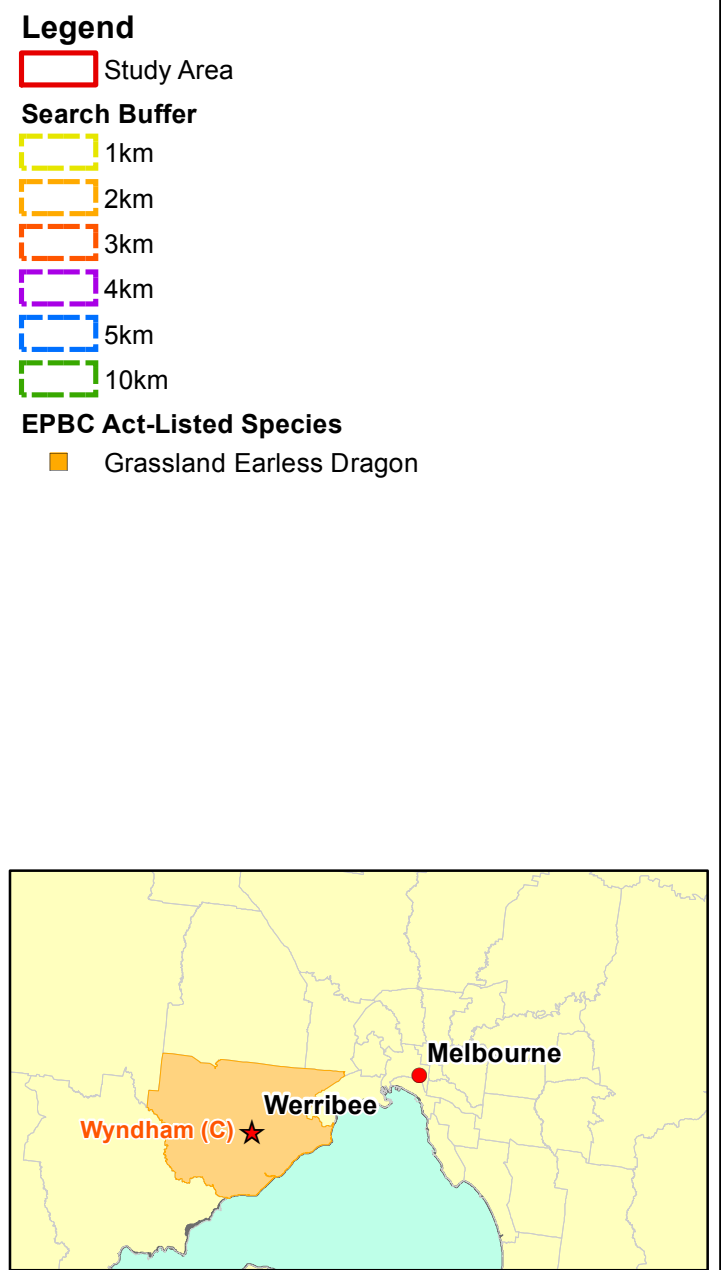 Legend
Study Area
Search Buffer
1km
2km
3km
4km
5km
10km
EPBC Act-Listed Species
Grassland Earless Dragon
Melbourne
Werribee
Wyndham (C)